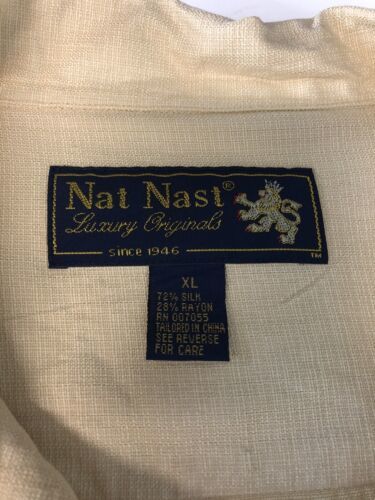 Nat Nast®
Luxury Originals
since 1946
TM
XL
72% SILK
28% RAYON
RN 007055
TAILORED IN CHINA
SEE REVERSE
FOR CARE